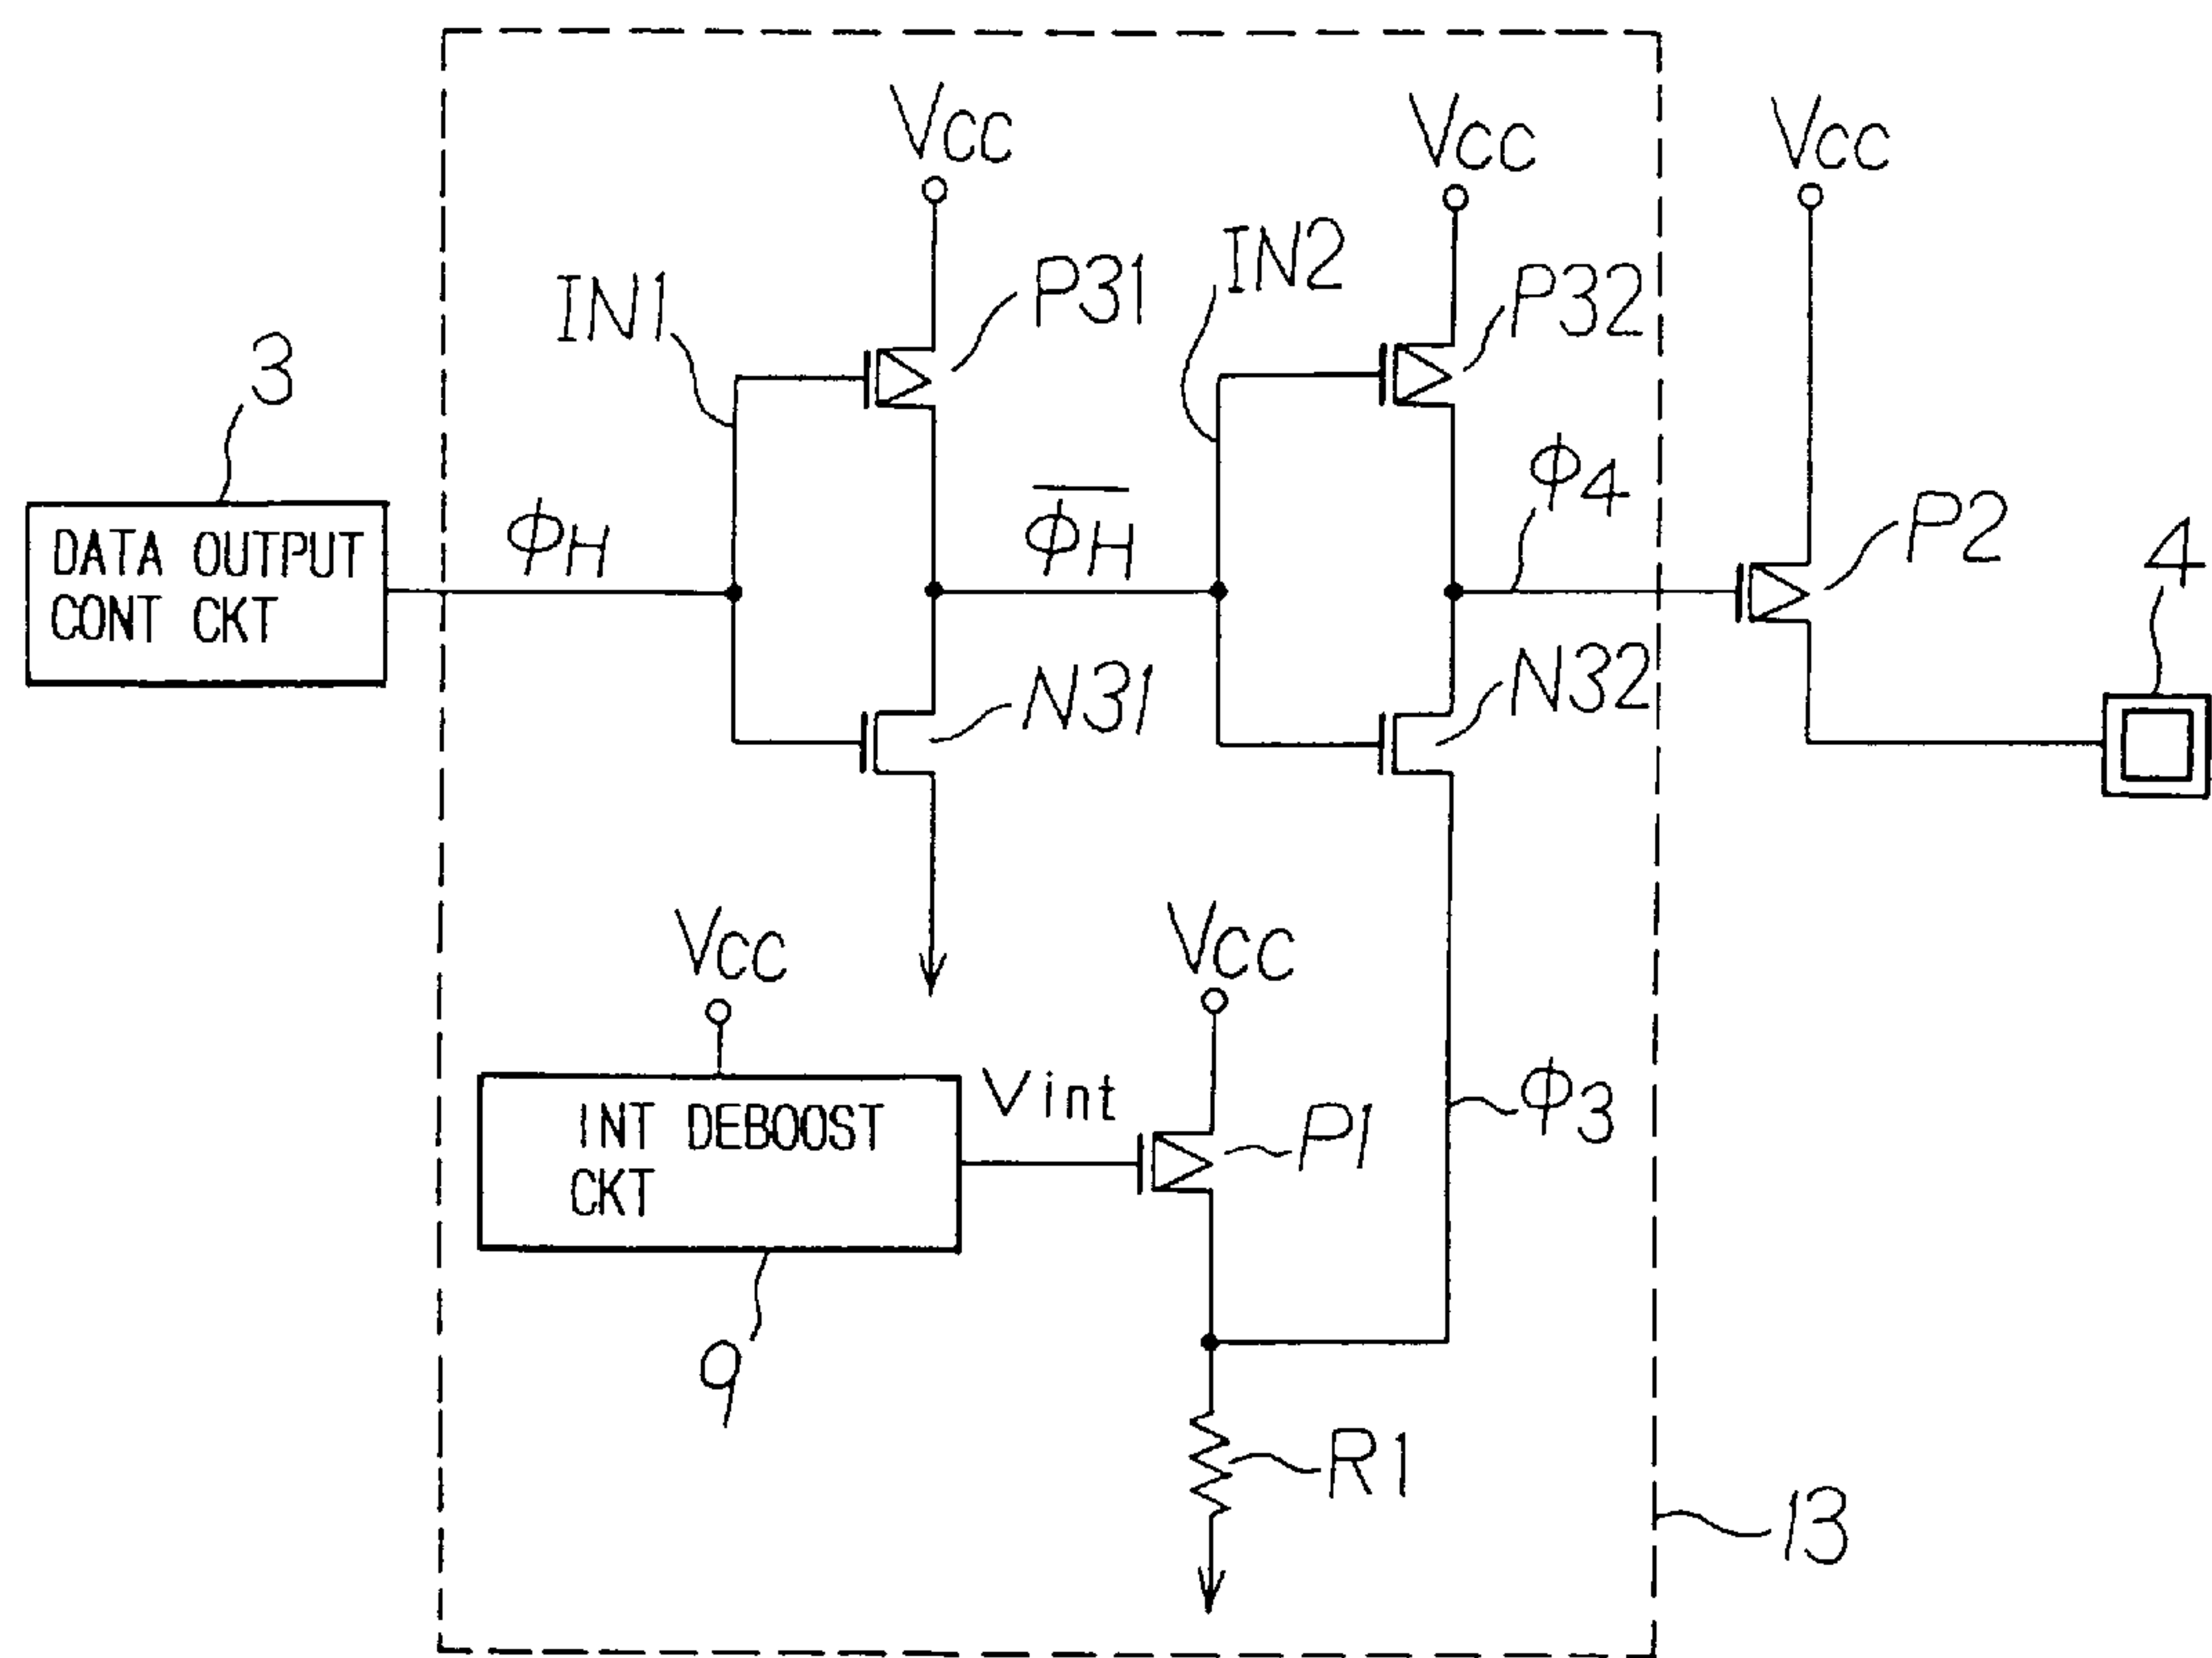 VCC
VCC
VCC
IN1
P31
IN2
P32
3
DATA OUTPUT
CONT CKT
ΦH
Φ̅H̅
Φ4
P2
4
N31
N32
VCC
VCC
INT DEBOOST
CKT
Vint
P1
Φ3
9
R1
13